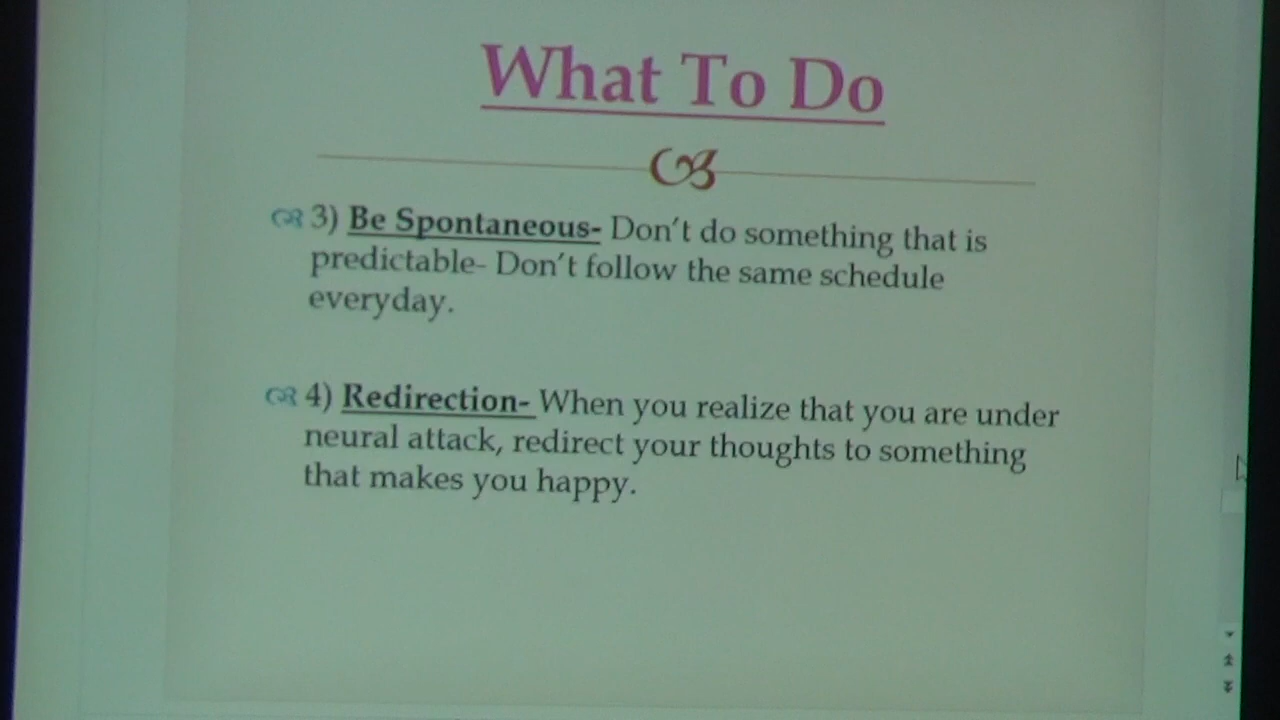 What To Do
3) Be Spontaneous- Don't do something that is
predictable- Don't follow the same schedule
everyday.
4) Redirection- When you realize that you are under
neural attack, redirect your thoughts to something
that makes you happy.